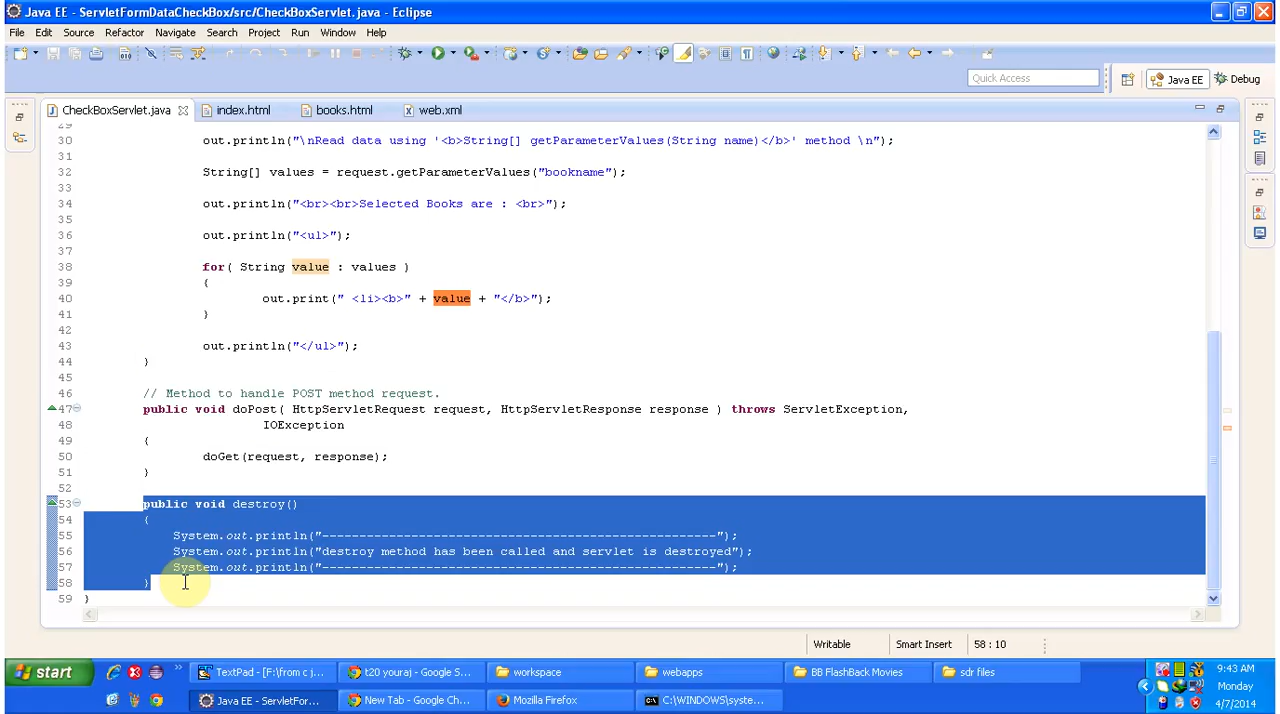 Java EE - ServletFormDataCheckBox/src/CheckBoxServlet.java - Eclipse
File Edit Source Refactor Navigate Search Project Run Window Help
Quick Access
Java EE
Debug
CheckBoxServlet.java
index.html
books.html
web.xml
29
30 out.println("\nRead data using '<b>String[] getParameterValues(String name)</b>' method \n");
31
32 String[] values = request.getParameterValues("bookname");
33
34 out.println("<br><br>Selected Books are : <br>");
35
36 out.println("<ul>");
37
38 for( String value : values )
39 {
40 out.print(" <li><b>" + value + "</b>");
41 }
42
43 out.println("</ul>");
44 }
45
46 // Method to handle POST method request.
47 public void doPost( HttpServletRequest request, HttpServletResponse response ) throws ServletException,
48 IOException
49 {
50 doGet(request, response);
51 }
52
53 public void destroy()
54 {
55 System.out.println("-----------------------------------------------------");
56 System.out.println("destroy method has been called and servlet is destroyed");
57 System.out.println("-----------------------------------------------------");
58 }
59 }
Writable
Smart Insert
58 : 10
start
TextPad - [F:\from c j...
t20 youraj - Google S...
workspace
webapps
BB FlashBack Movies
sdr files
Java EE - ServletFor...
New Tab - Google Ch...
Mozilla Firefox
C:\WINDOWS\syste...
9:43 AM
Monday
4/7/2014